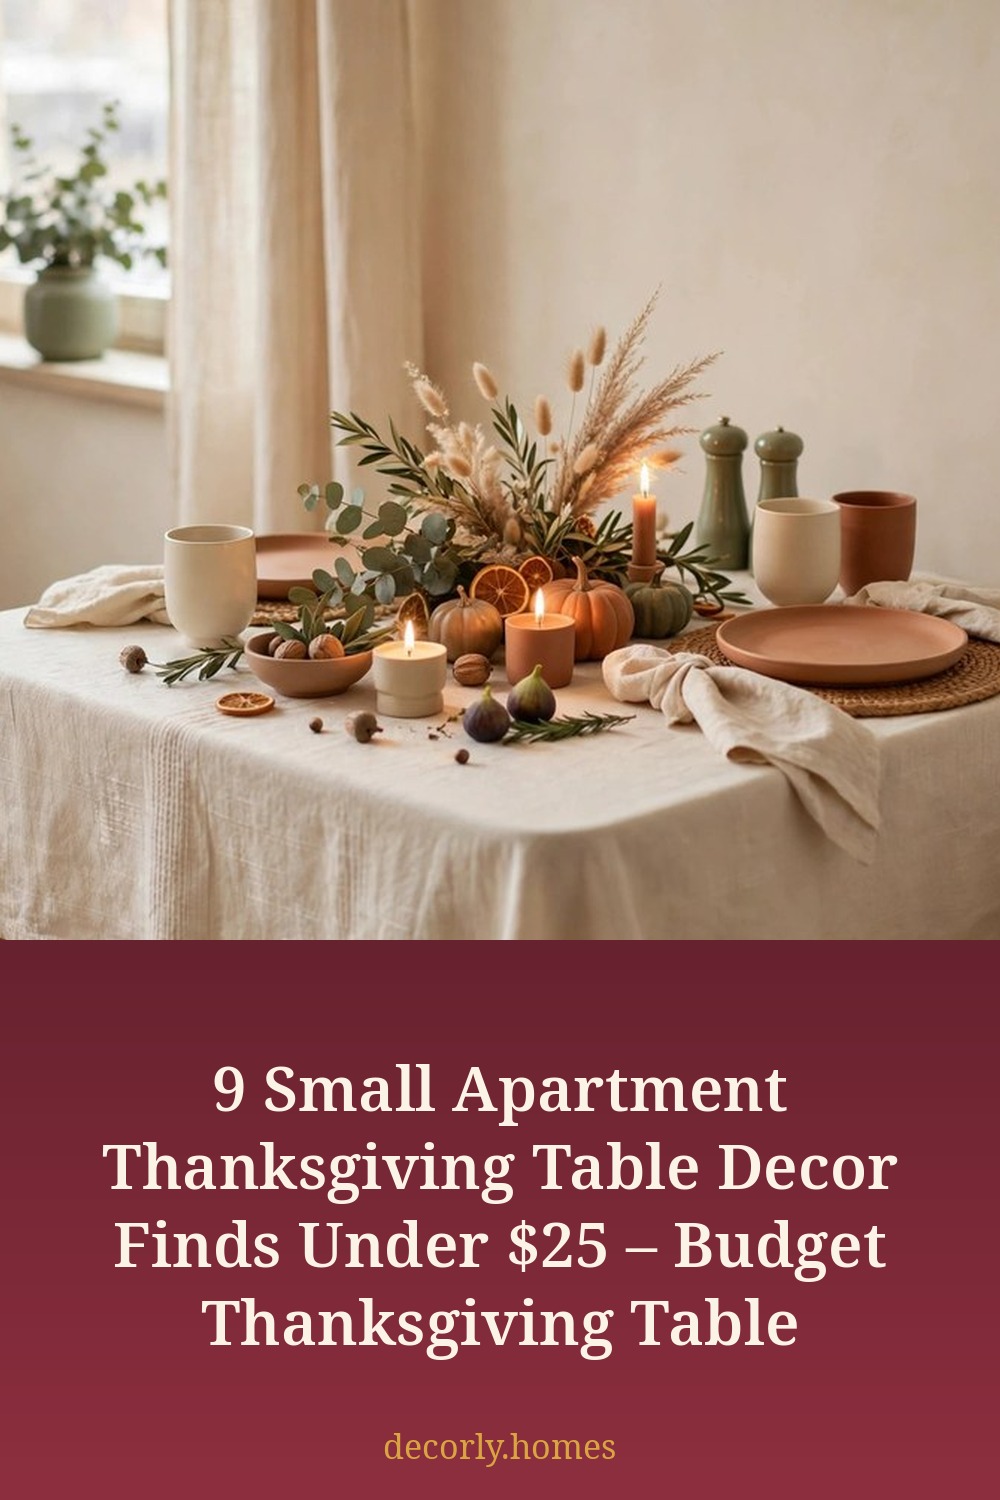 9 Small Apartment
Thanksgiving Table Decor
Finds Under $25 – Budget
Thanksgiving Table
decorly.homes